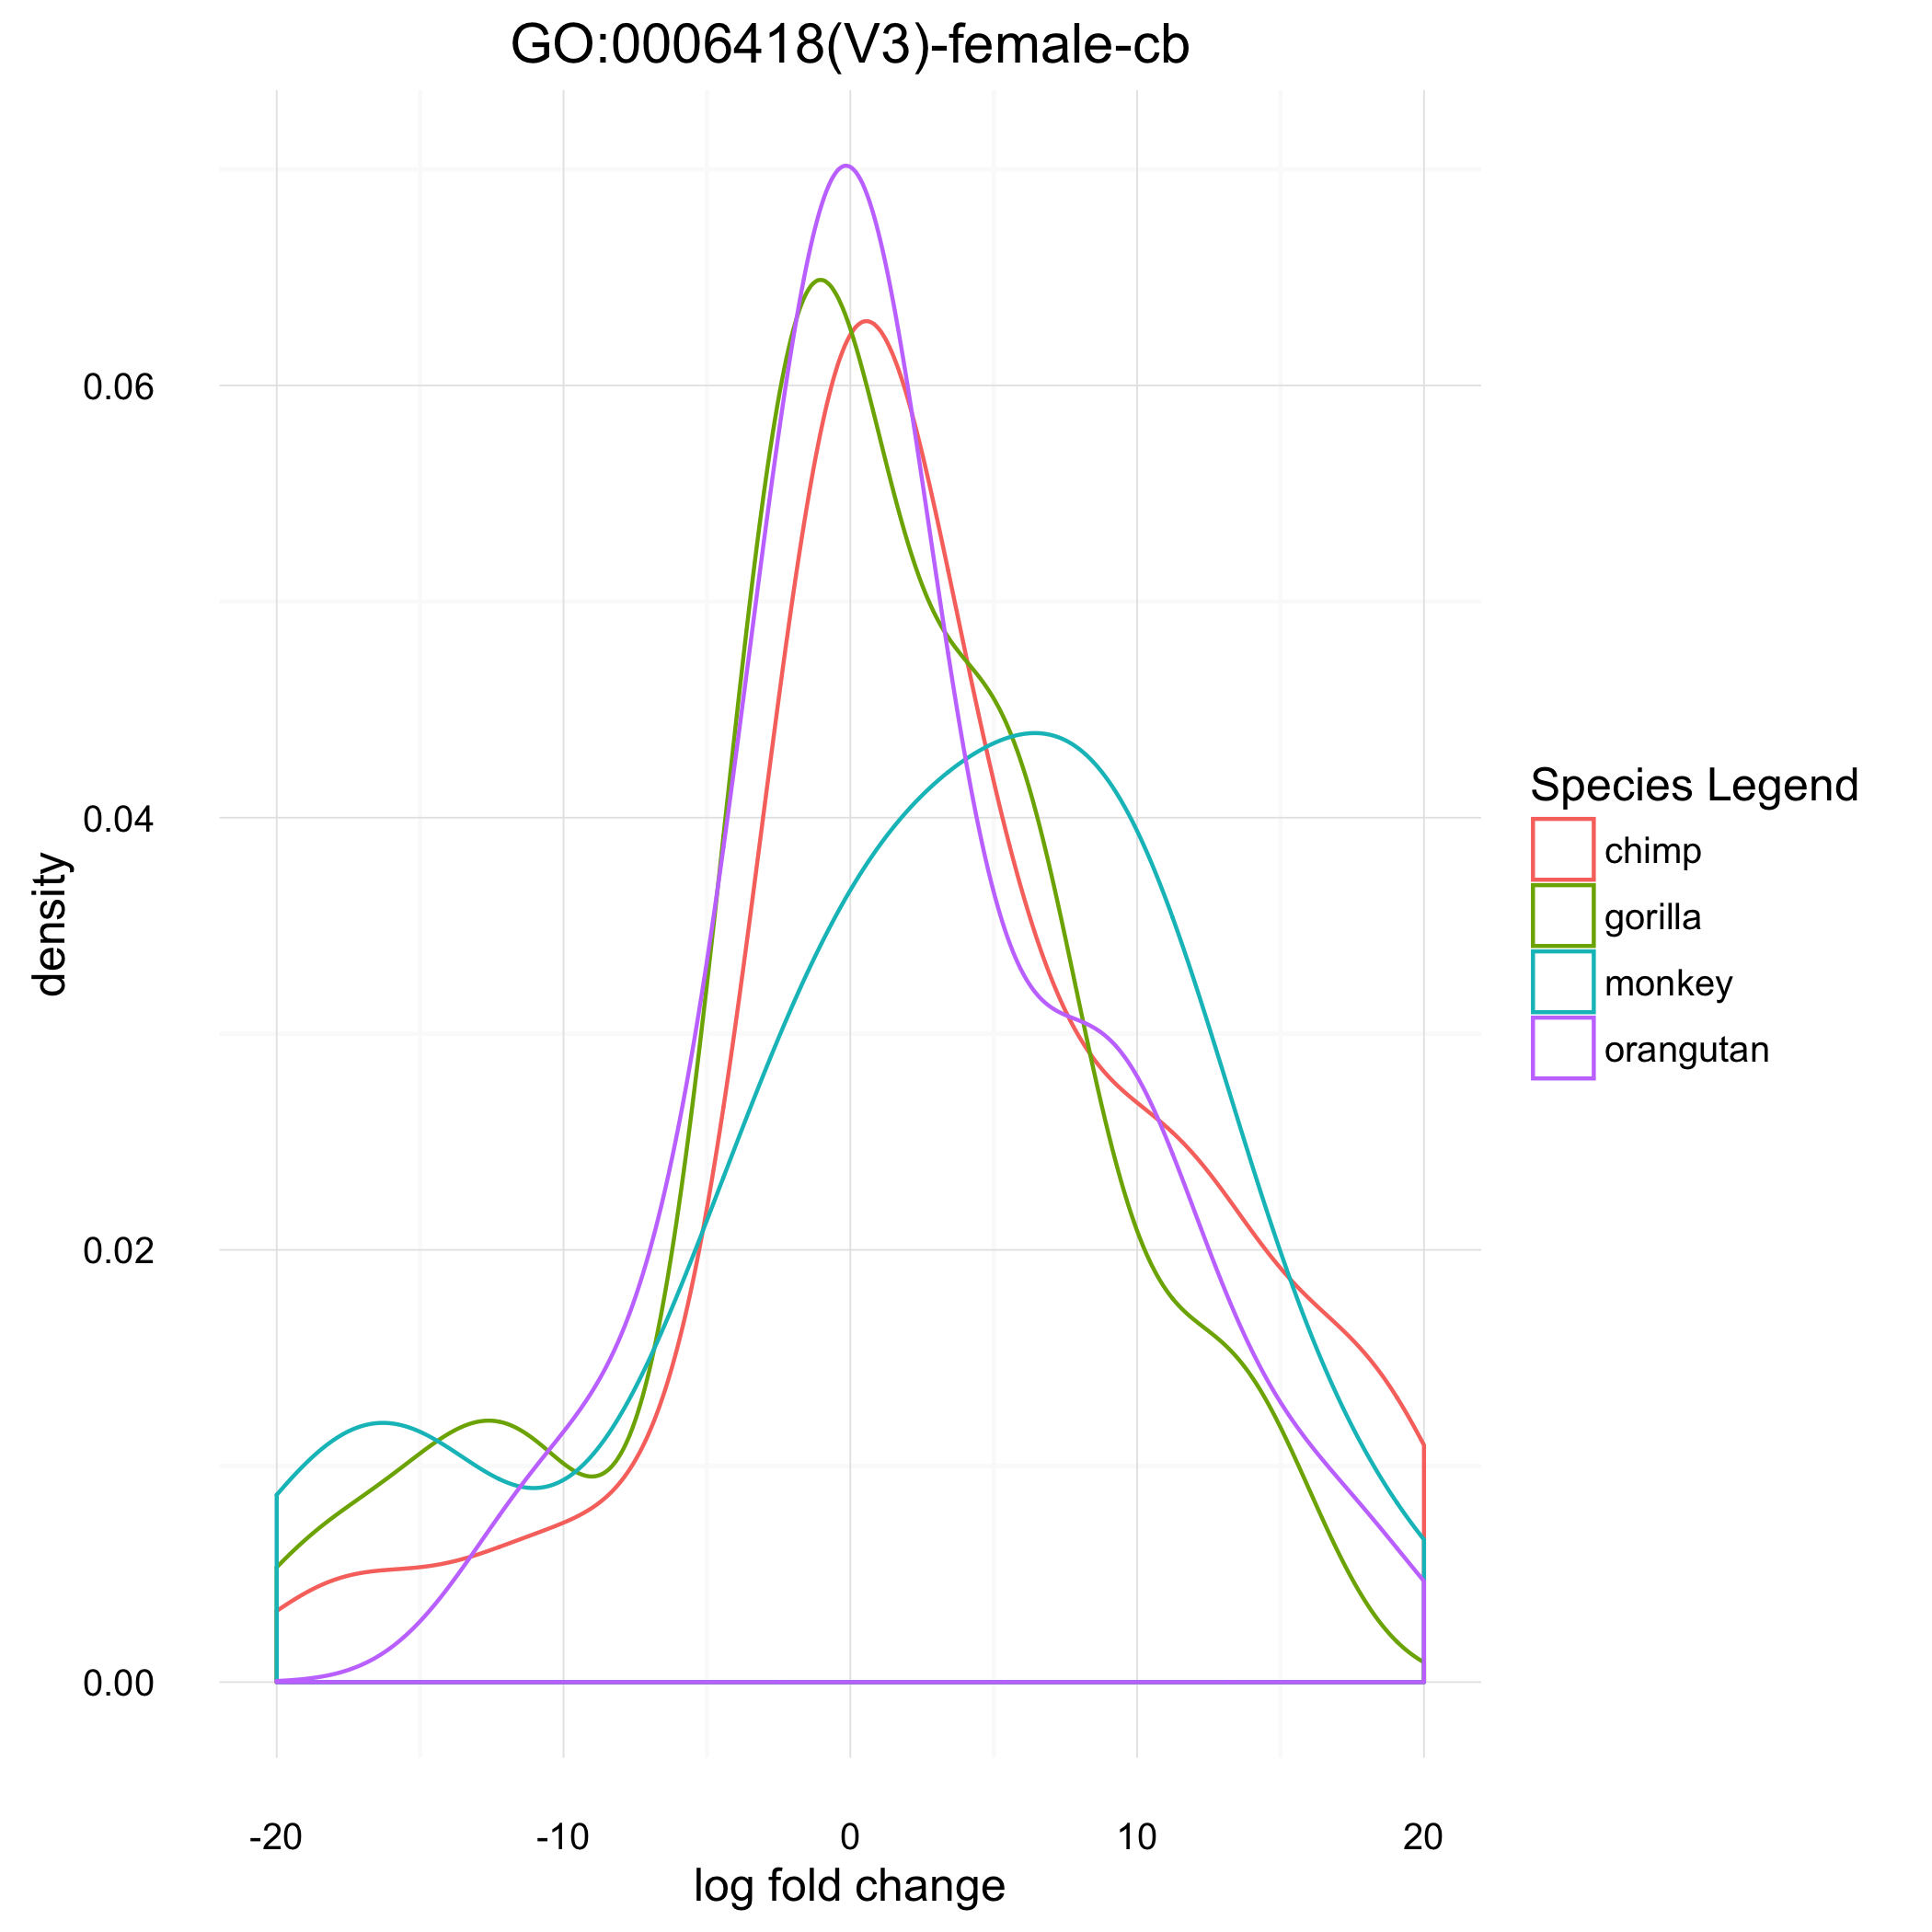 GO:0006418(V3)-female-cb
density
0.06
0.04
0.02
0.00
-20 -10 0 10 20
log fold change
Species Legend
chimp
gorilla
monkey
orangutan